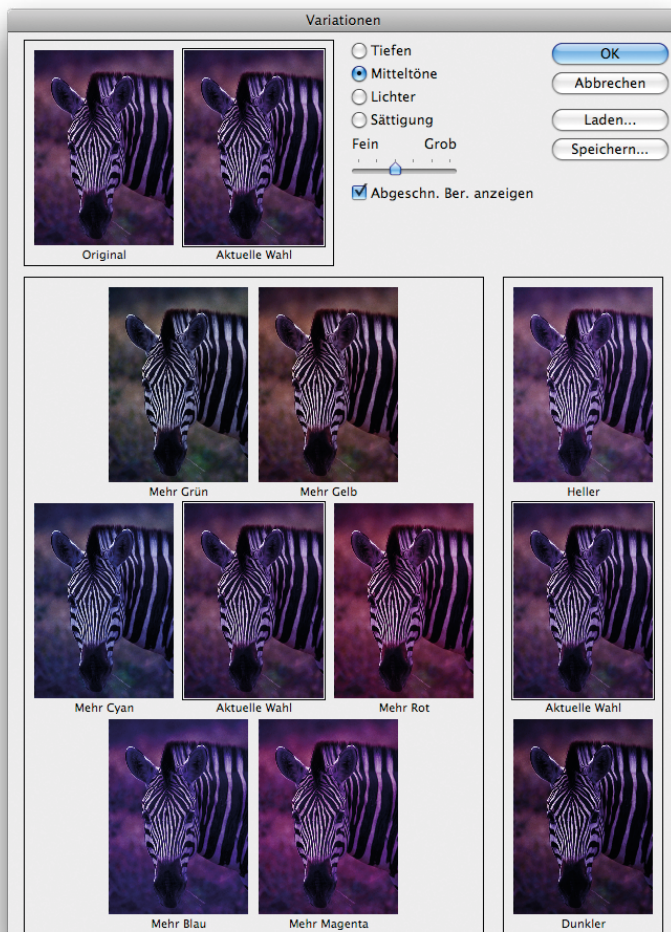 Variationen
Original
Aktuelle Wahl
Tiefen
Mitteltöne
Lichter
Sättigung
Fein Grob
Abgeschn. Ber. anzeigen
OK
Abbrechen
Laden...
Speichern...
Mehr Grün
Mehr Gelb
Mehr Cyan
Aktuelle Wahl
Mehr Rot
Mehr Blau
Mehr Magenta
Heller
Aktuelle Wahl
Dunkler